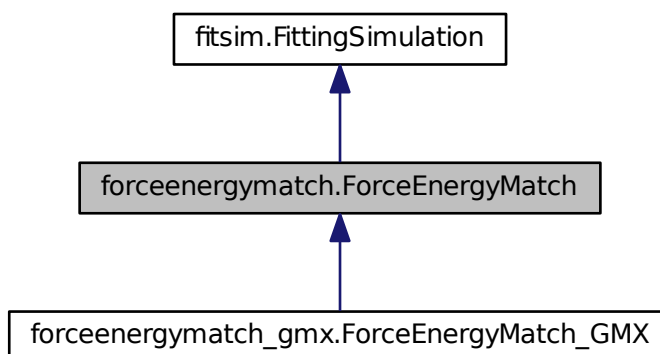 fitsim.FittingSimulation
forceenergymatch.ForceEnergyMatch
forceenergymatch_gmx.ForceEnergyMatch_GMX